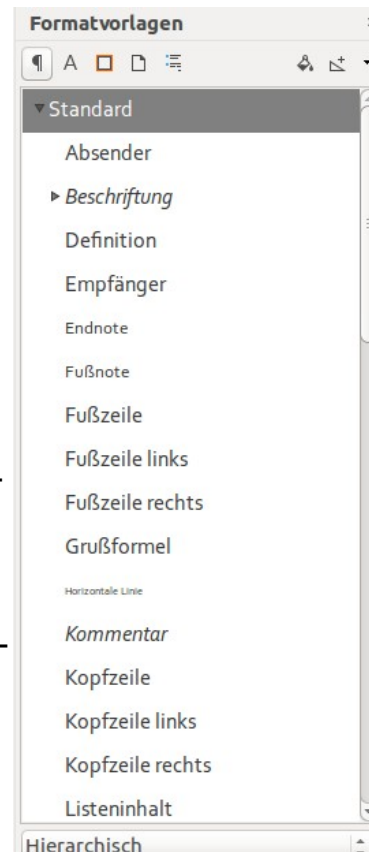 Formatvorlagen
Standard
Absender
Beschriftung
Definition
Empfänger
Endnote
Fußnote
Fußzeile
Fußzeile links
Fußzeile rechts
Grußformel
Horizontale Linie
Kommentar
Kopfzeile
Kopfzeile links
Kopfzeile rechts
Listeninhalt
Hierarchisch